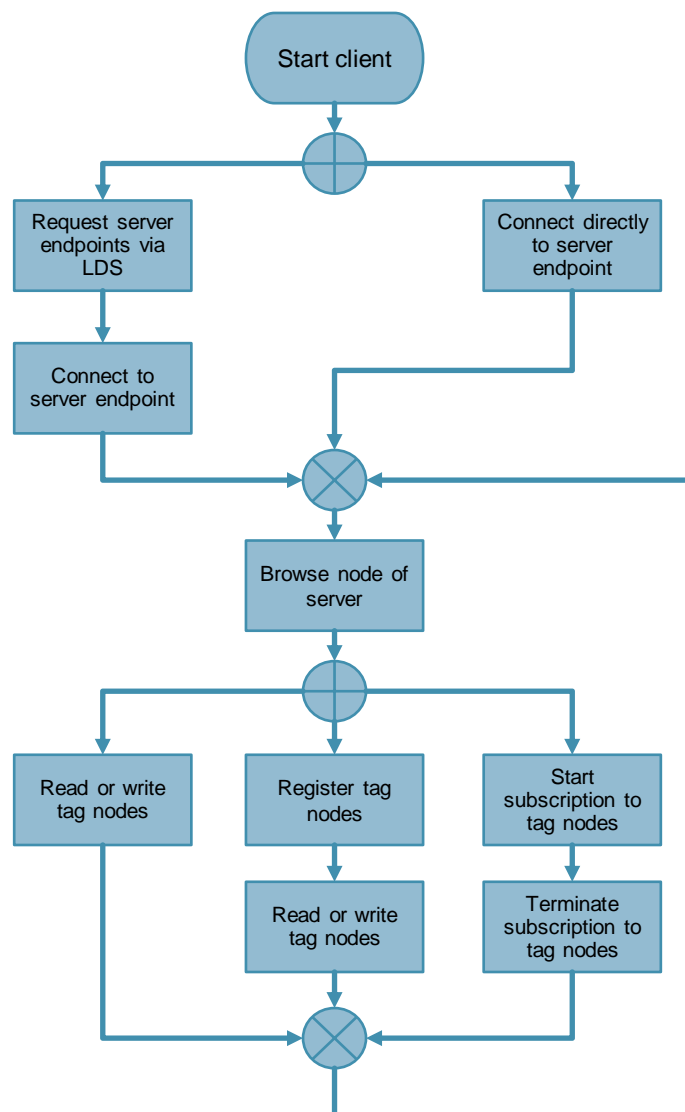 Start client
Request server
endpoints via
LDS
Connect directly
to server
endpoint
Connect to
server endpoint
Browse node of
server
Read or write
tag nodes
Register tag
nodes
Start
subscription to
tag nodes
Read or write
tag nodes
Terminate
subscription to
tag nodes